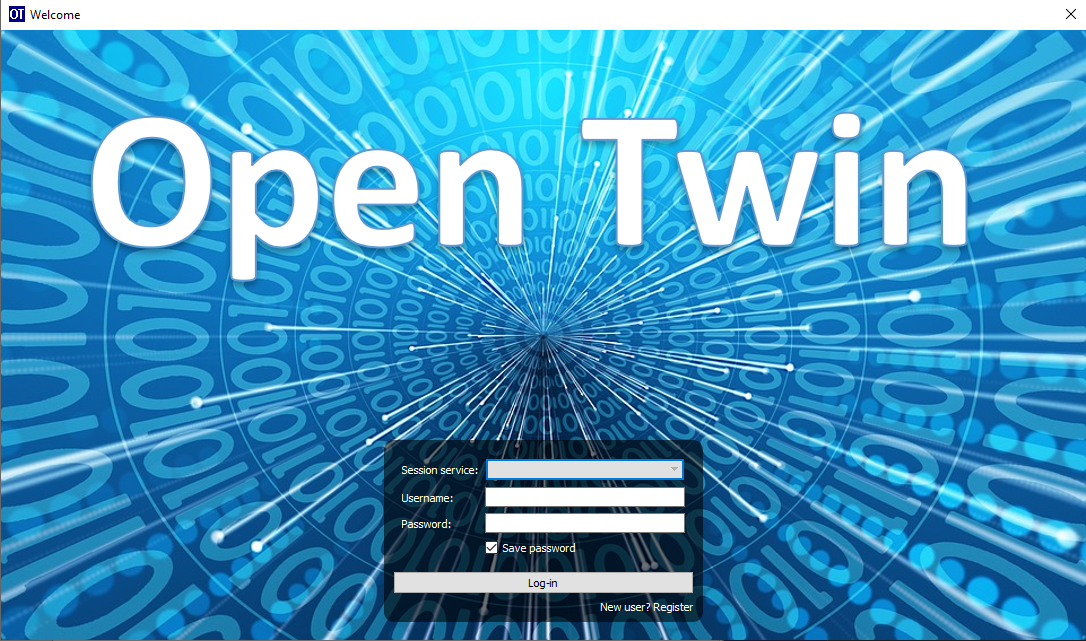 OT Welcome
Open Twin
Session service:
Username:
Password:
Save password
Log-in
New user? Register